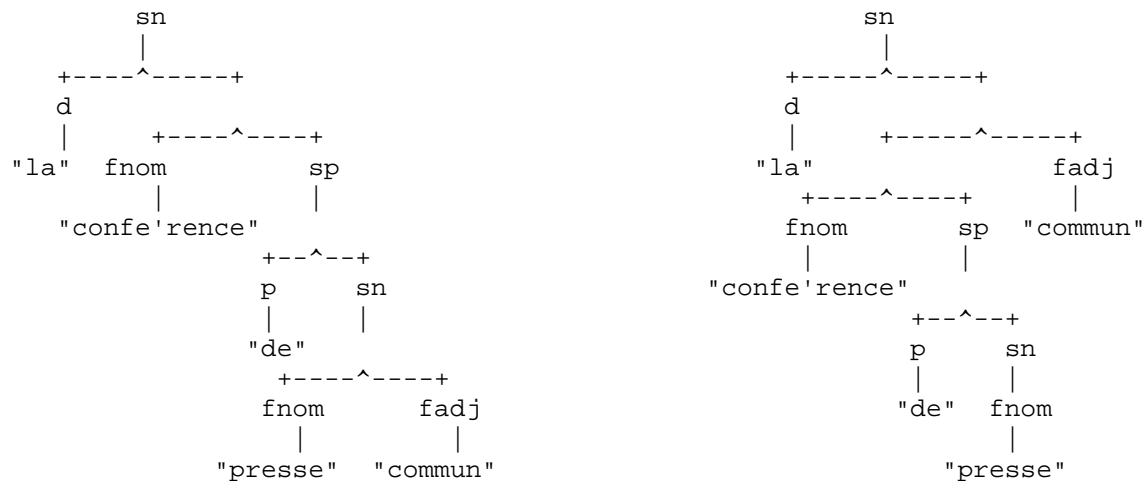 sn sn
| |
+----^-----+ +----^-----+
d d
| +----^----+ | +-----^-----+
"la" fnom sp "la" fadj
| | +----^----+ |
"confe'rence" fnom sp "commun"
+--^--+ | |
p sn "confe'rence"
| | +--^--+
"de" p sn
+----^----+ | |
fnom fadj "de" fnom
| | |
"presse" "commun" "presse"